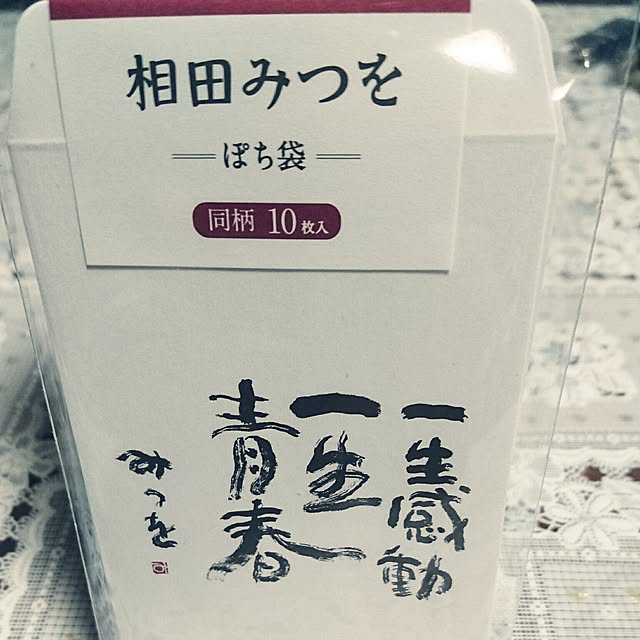 相田みつを
ぽち袋
同柄 10枚入
一生感動
一生
青春
みつを